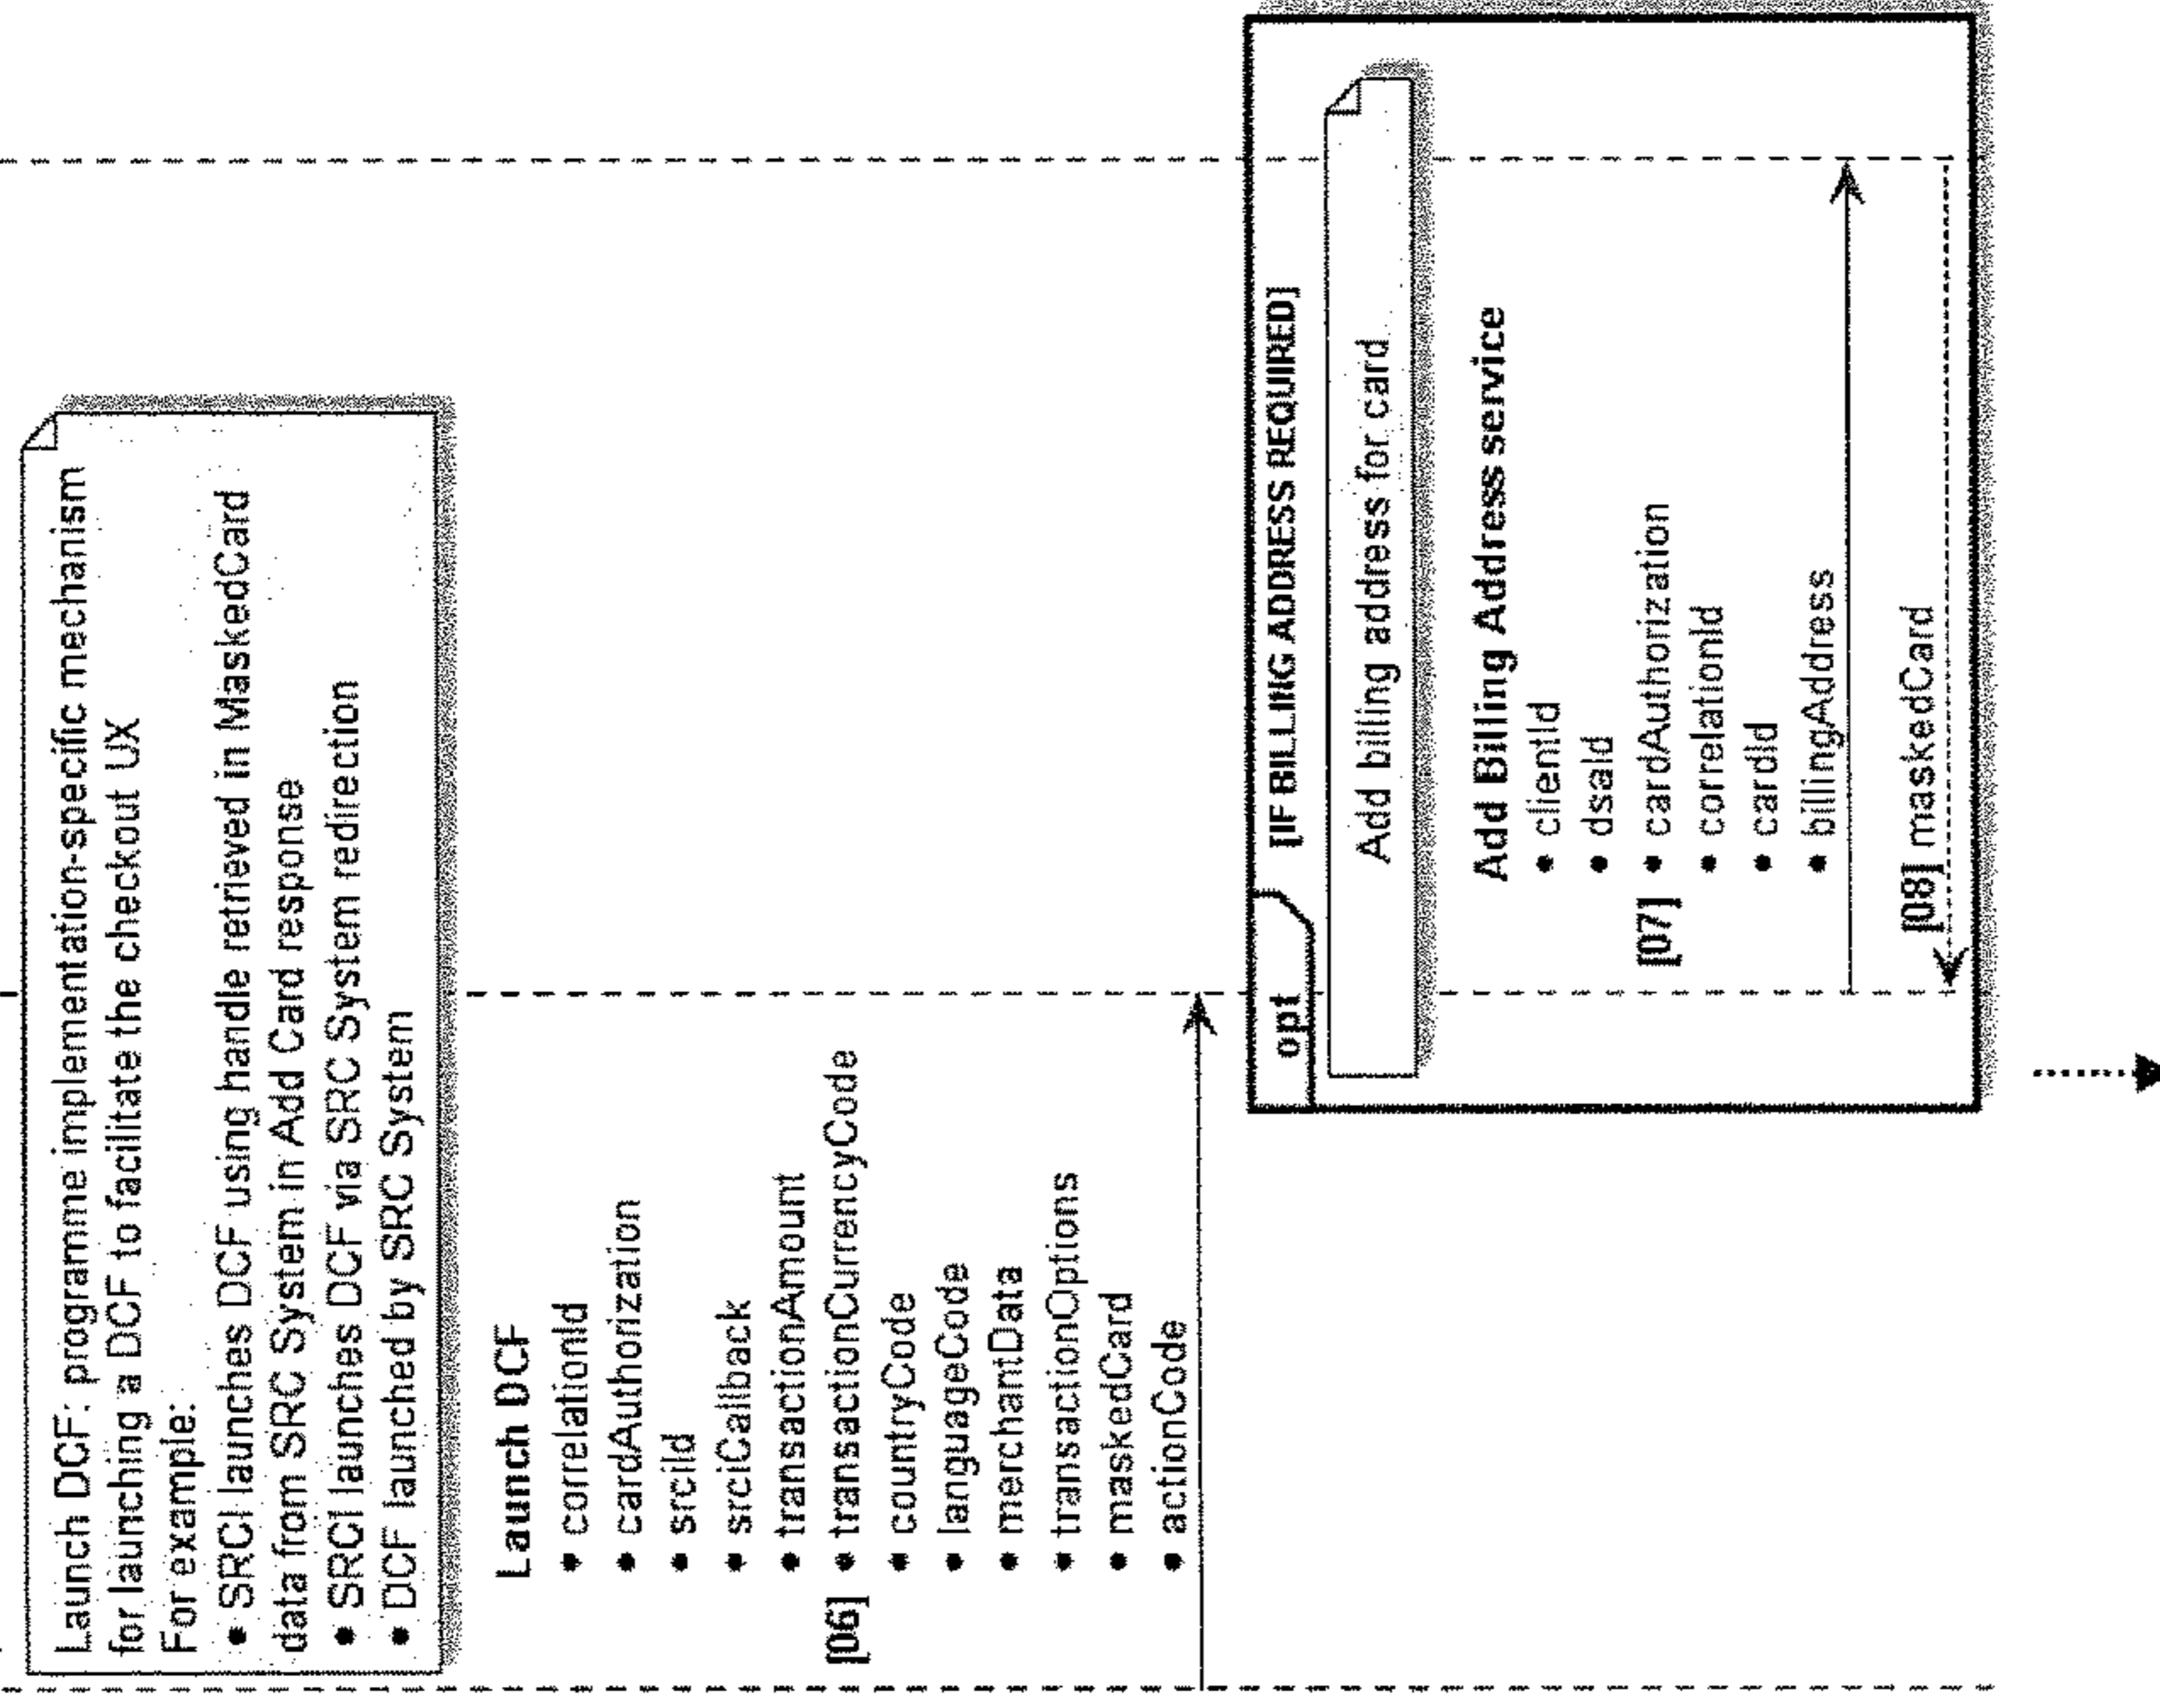 Launch DCF: programme implementation-specific mechanism
for launching a DCF to facilitate the checkout UX
For example:
• SRCI launches DCF using handle retrieved in MaskedCard
data from SRC System in Add Card response
• SRCI launches DCF via SRC System redirection
• DCF launched by SRC System
Launch DCF
• correlationId
• cardAuthorization
• srciId
• srciCallback
• transactionAmount
[06] • transactionCurrencyCode
• countryCode
• languageCode
• merchantData
• transactionOptions
• maskedCard
• actionCode
opt [IF BILLING ADDRESS REQUIRED]
Add billing address for card
Add Billing Address service
• clientId
• dsaId
[07] • cardAuthorization
• correlationId
• cardId
• billingAddress
[08] maskedCard